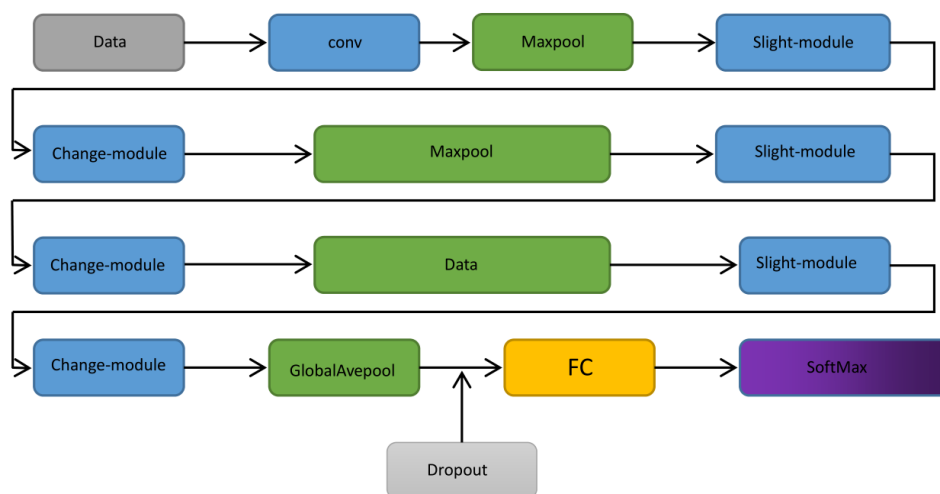 Data
conv
Maxpool
Slight-module
Change-module
Maxpool
Slight-module
Change-module
Data
Slight-module
Change-module
GlobalAvepool
FC
SoftMax
Dropout